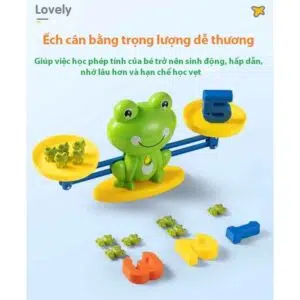 Lovely
Ếch cân bằng trọng lượng dễ thương
Giúp việc học phép tính của bé trở nên sinh động, hấp dẫn,
nhớ lâu hơn và hạn chế học vẹt